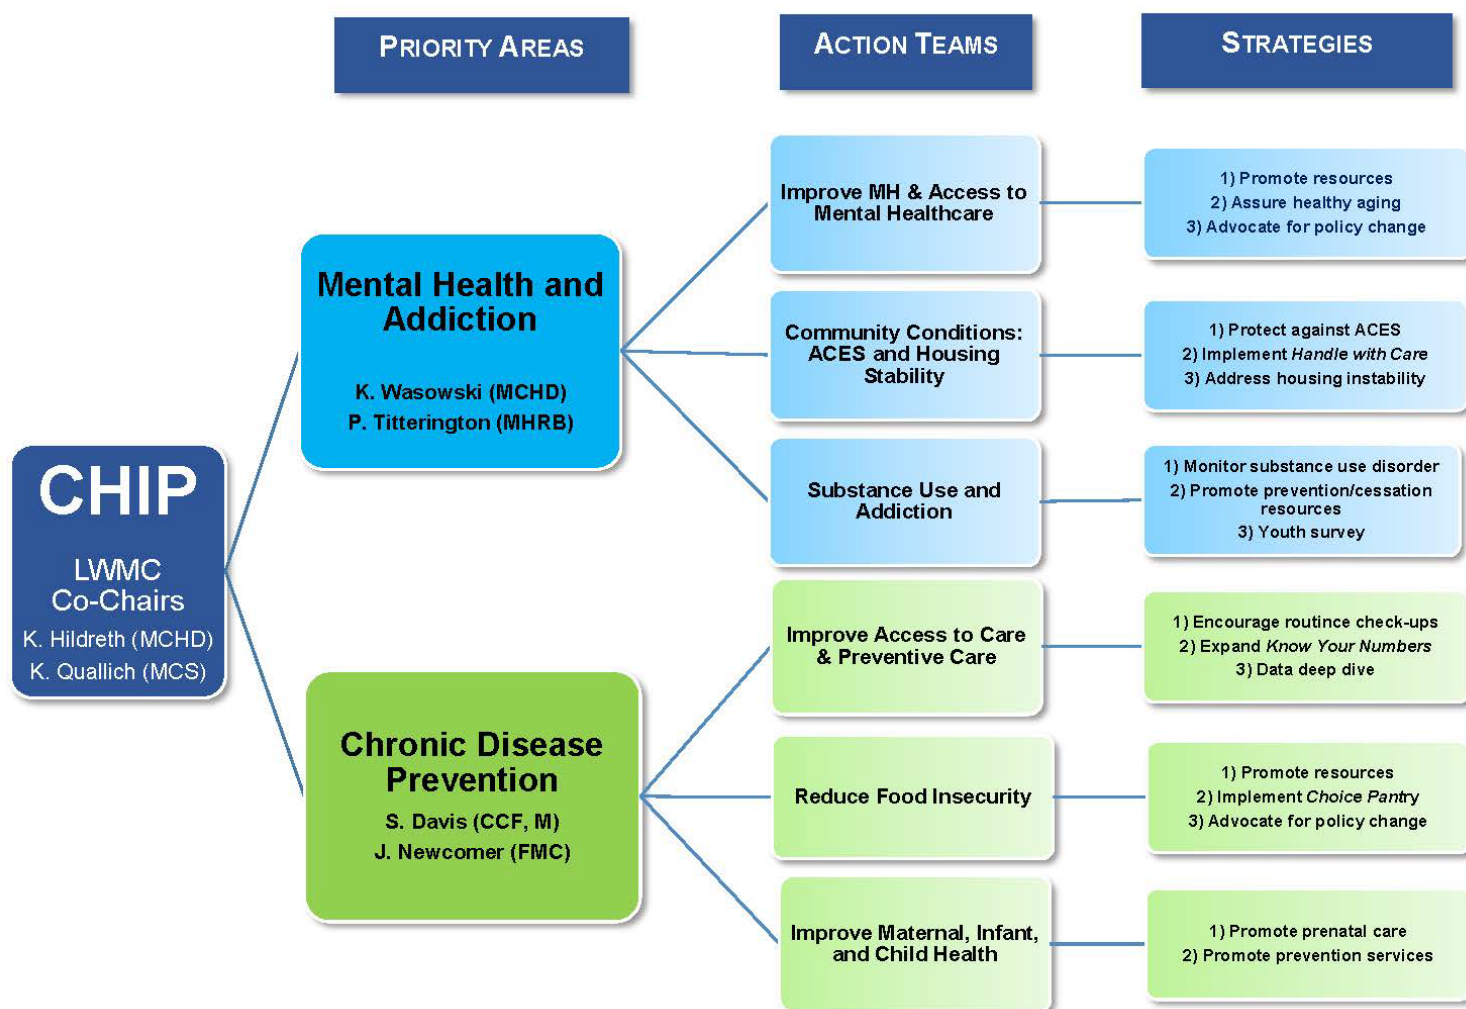 PRIORITY AREAS
ACTION TEAMS
STRATEGIES
CHIP
LWMC
Co-Chairs
K. Hildreth (MCHD)
K. Quallich (MCS)
Mental Health and
Addiction
K. Wasowski (MCHD)
P. Titterington (MHRB)
Improve MH & Access to
Mental Healthcare
1) Promote resources
2) Assure healthy aging
3) Advocate for policy change
Community Conditions:
ACES and Housing
Stability
1) Protect against ACES
2) Implement Handle with Care
3) Address housing instability
Substance Use and
Addiction
1) Monitor substance use disorder
2) Promote prevention/cessation
resources
3) Youth survey
Chronic Disease
Prevention
S. Davis (CCF, M)
J. Newcomer (FMC)
Improve Access to Care
& Preventive Care
1) Encourage routince check-ups
2) Expand Know Your Numbers
3) Data deep dive
Reduce Food Insecurity
1) Promote resources
2) Implement Choice Pantry
3) Advocate for policy change
Improve Maternal, Infant,
and Child Health
1) Promote prenatal care
2) Promote prevention services